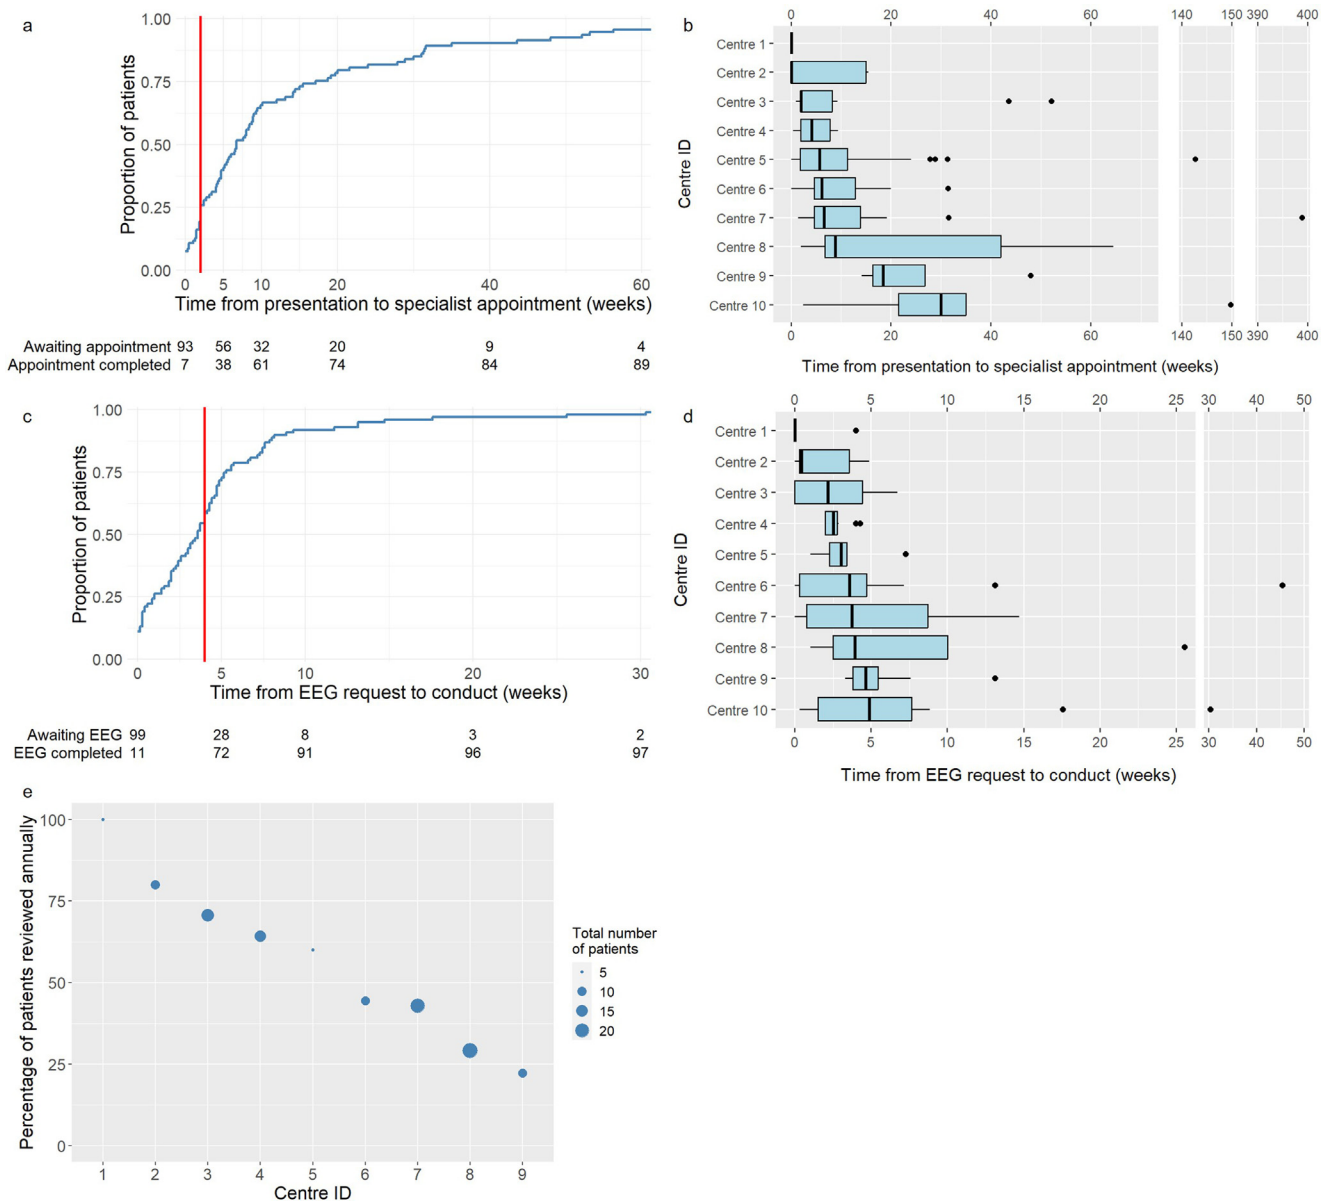 a
Proportion of patients
1.00
0.75
0.50
0.25
0.00
0 5 10 20 40 60
Time from presentation to specialist appointment (weeks)
Awaiting appointment 93 56 32 20 9 4
Appointment completed 7 38 61 74 84 89
b
0 20 40 60 140 150 390 400
Centre ID
Centre 1
Centre 2
Centre 3
Centre 4
Centre 5
Centre 6
Centre 7
Centre 8
Centre 9
Centre 10
0 20 40 60 140 150 390 400
Time from presentation to specialist appointment (weeks)
c
Proportion of patients
1.00
0.75
0.50
0.25
0.00
0 5 10 20 30
Time from EEG request to conduct (weeks)
Awaiting EEG 99 28 8 3 2
EEG completed 11 72 91 96 97
d
0 5 10 15 20 25 30 40 50
Centre ID
Centre 1
Centre 2
Centre 3
Centre 4
Centre 5
Centre 6
Centre 7
Centre 8
Centre 9
Centre 10
0 5 10 15 20 25 30 40 50
Time from EEG request to conduct (weeks)
e
Percentage of patients reviewed annually
100
75
50
25
0
1 2 3 4 5 6 7 8 9
Centre ID
Total number
of patients
5
10
15
20